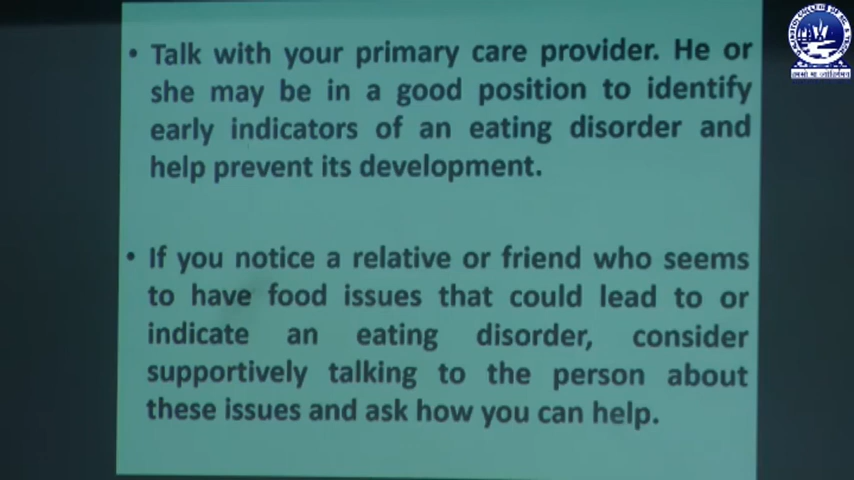 • Talk with your primary care provider. He or
she may be in a good position to identify
early indicators of an eating disorder and
help prevent its development.
• If you notice a relative or friend who seems
to have food issues that could lead to or
indicate an eating disorder, consider
supportively talking to the person about
these issues and ask how you can help.
तमसो मा ज्योतिर्गमय